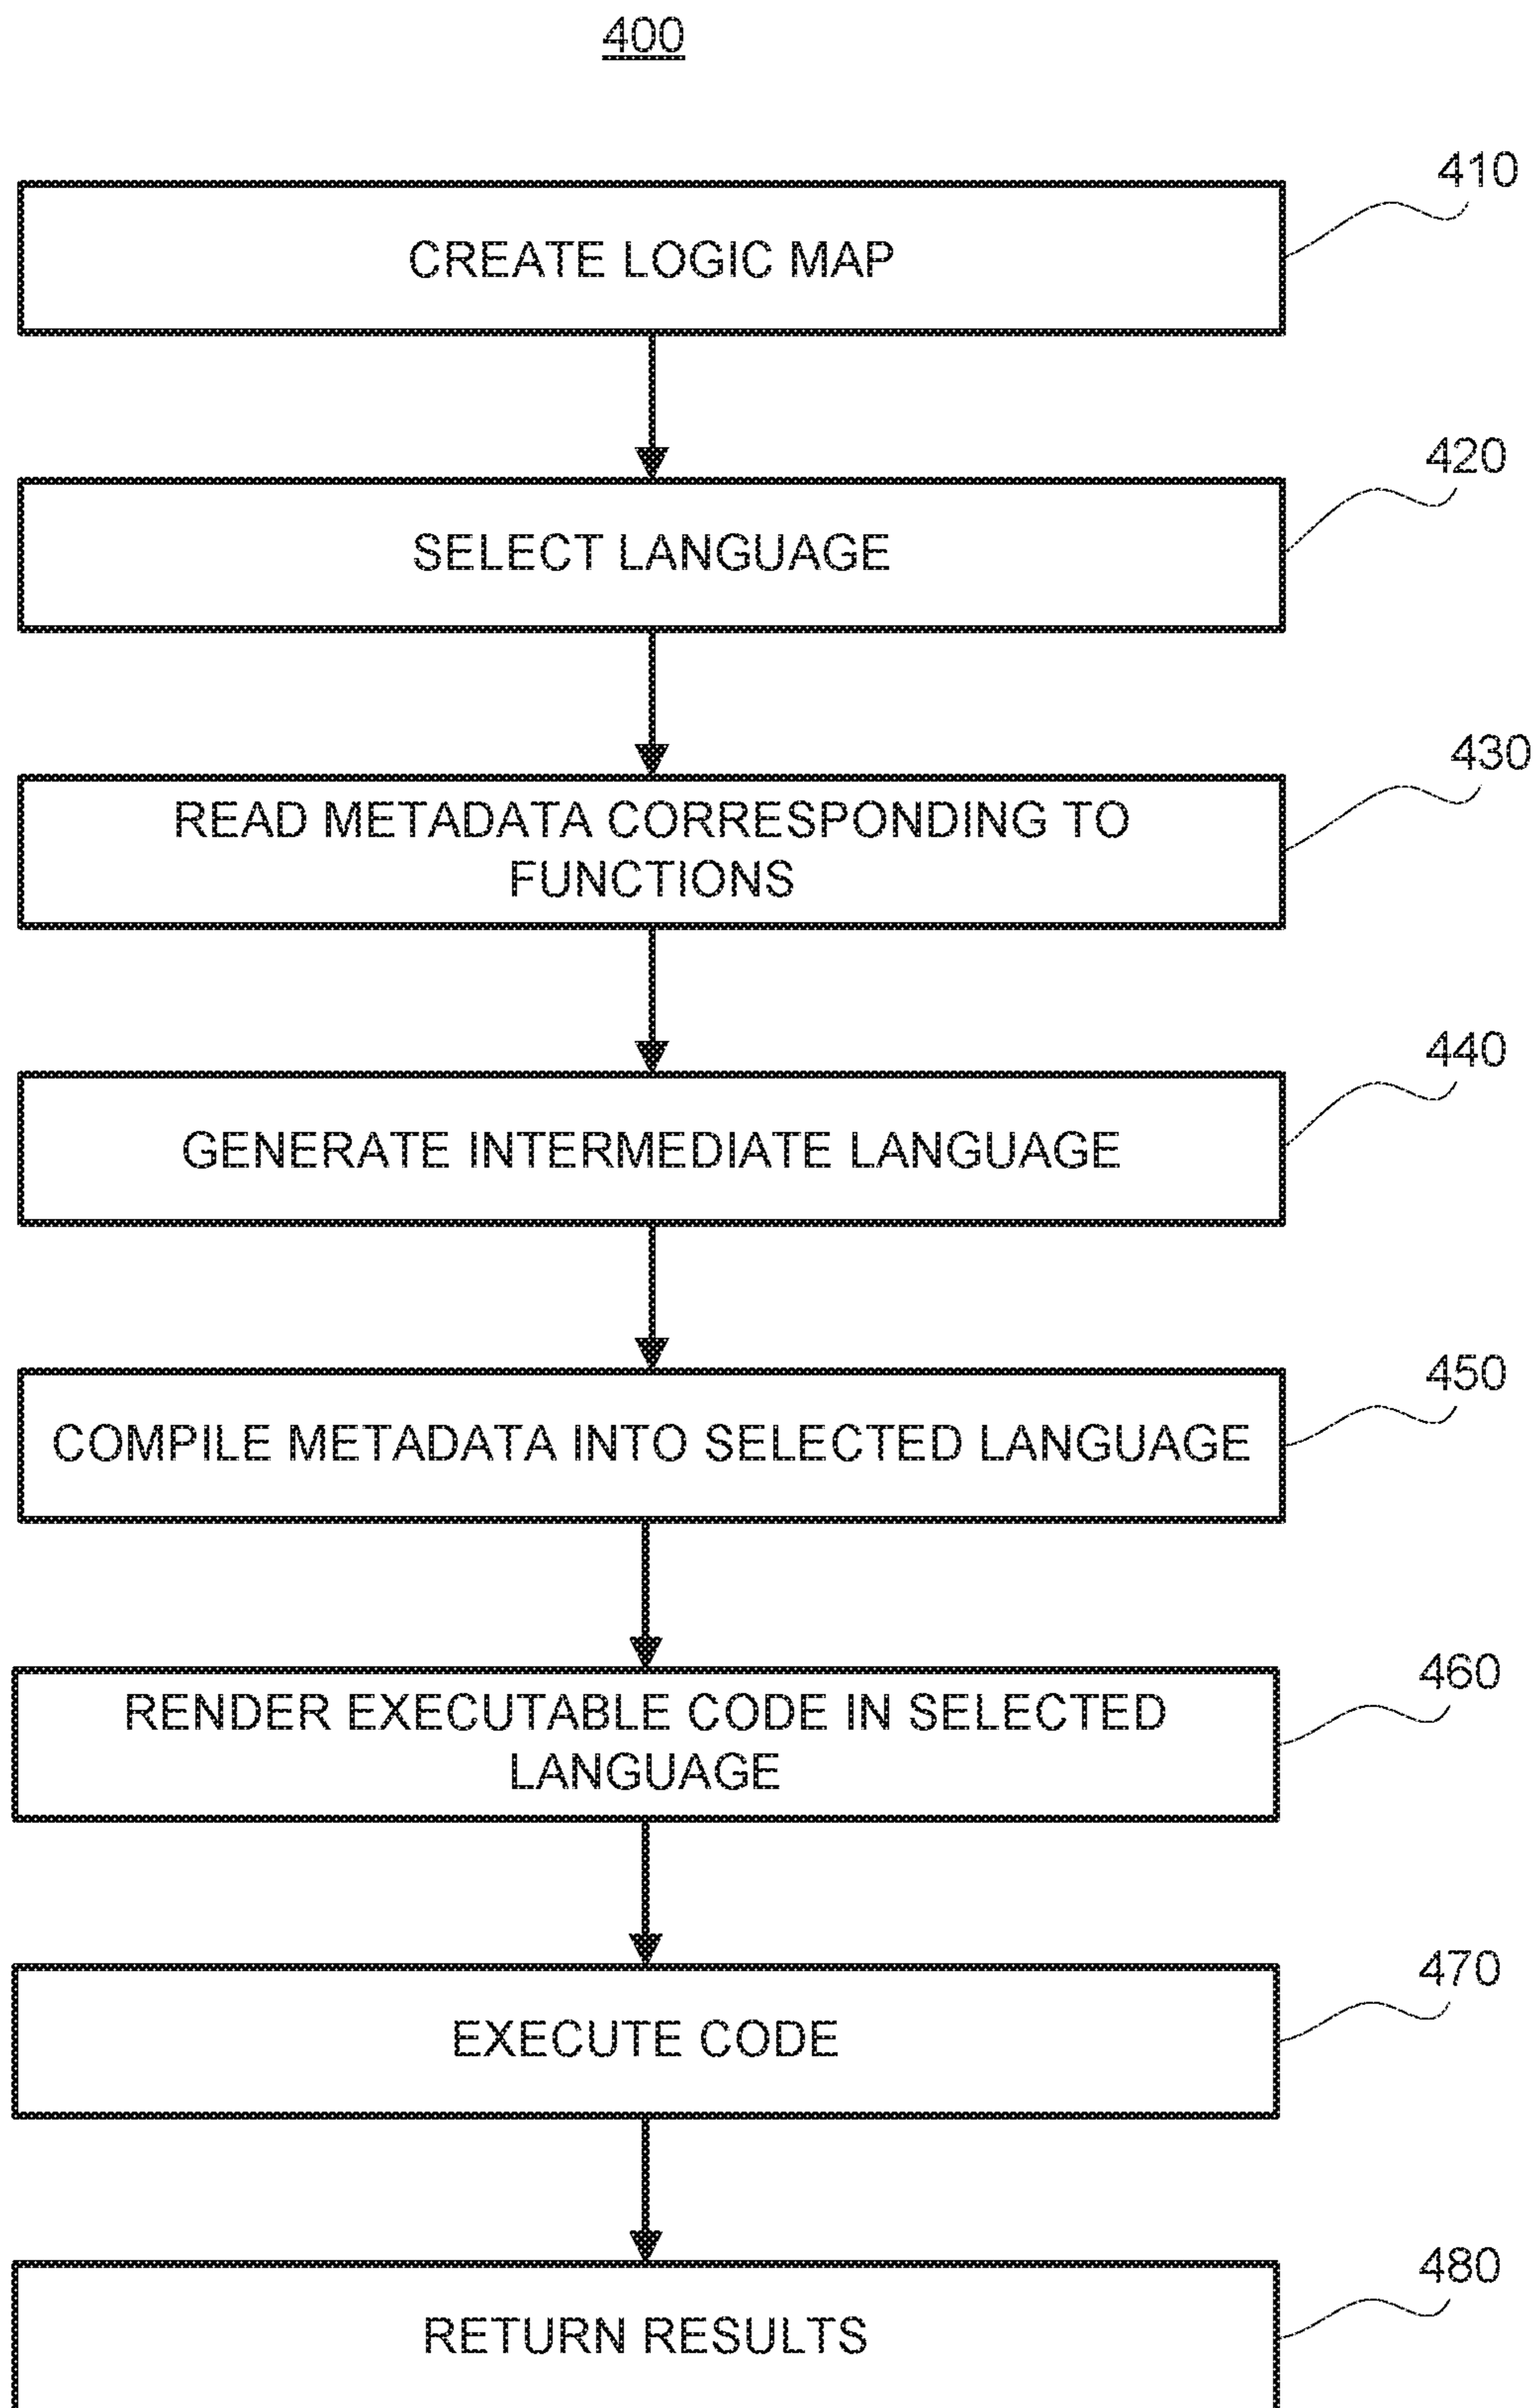 400
410
CREATE LOGIC MAP
420
SELECT LANGUAGE
430
READ METADATA CORRESPONDING TO
FUNCTIONS
440
GENERATE INTERMEDIATE LANGUAGE
450
COMPILE METADATA INTO SELECTED LANGUAGE
460
RENDER EXECUTABLE CODE IN SELECTED
LANGUAGE
470
EXECUTE CODE
480
RETURN RESULTS